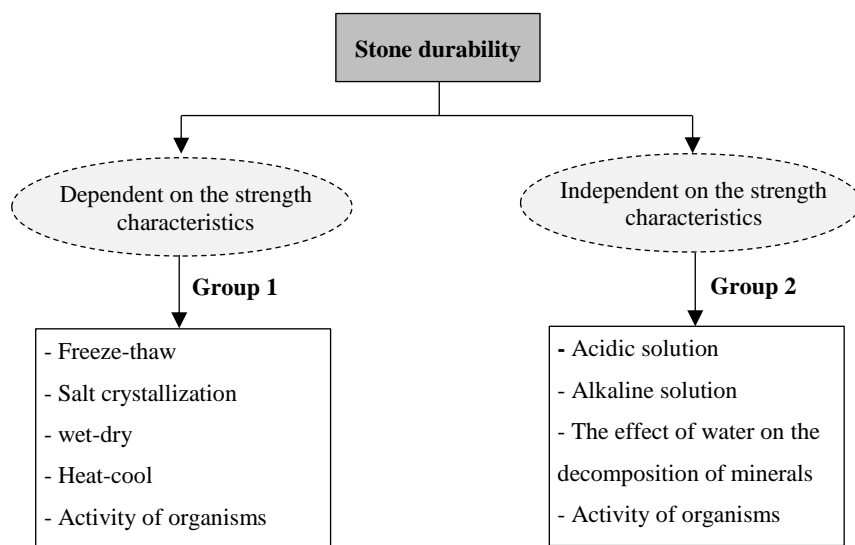 Stone durability
Dependent on the strength
characteristics
Independent on the strength
characteristics
Group 1
Group 2
- Freeze-thaw
- Salt crystallization
- wet-dry
- Heat-cool
- Activity of organisms
- Acidic solution
- Alkaline solution
- The effect of water on the
decomposition of minerals
- Activity of organisms